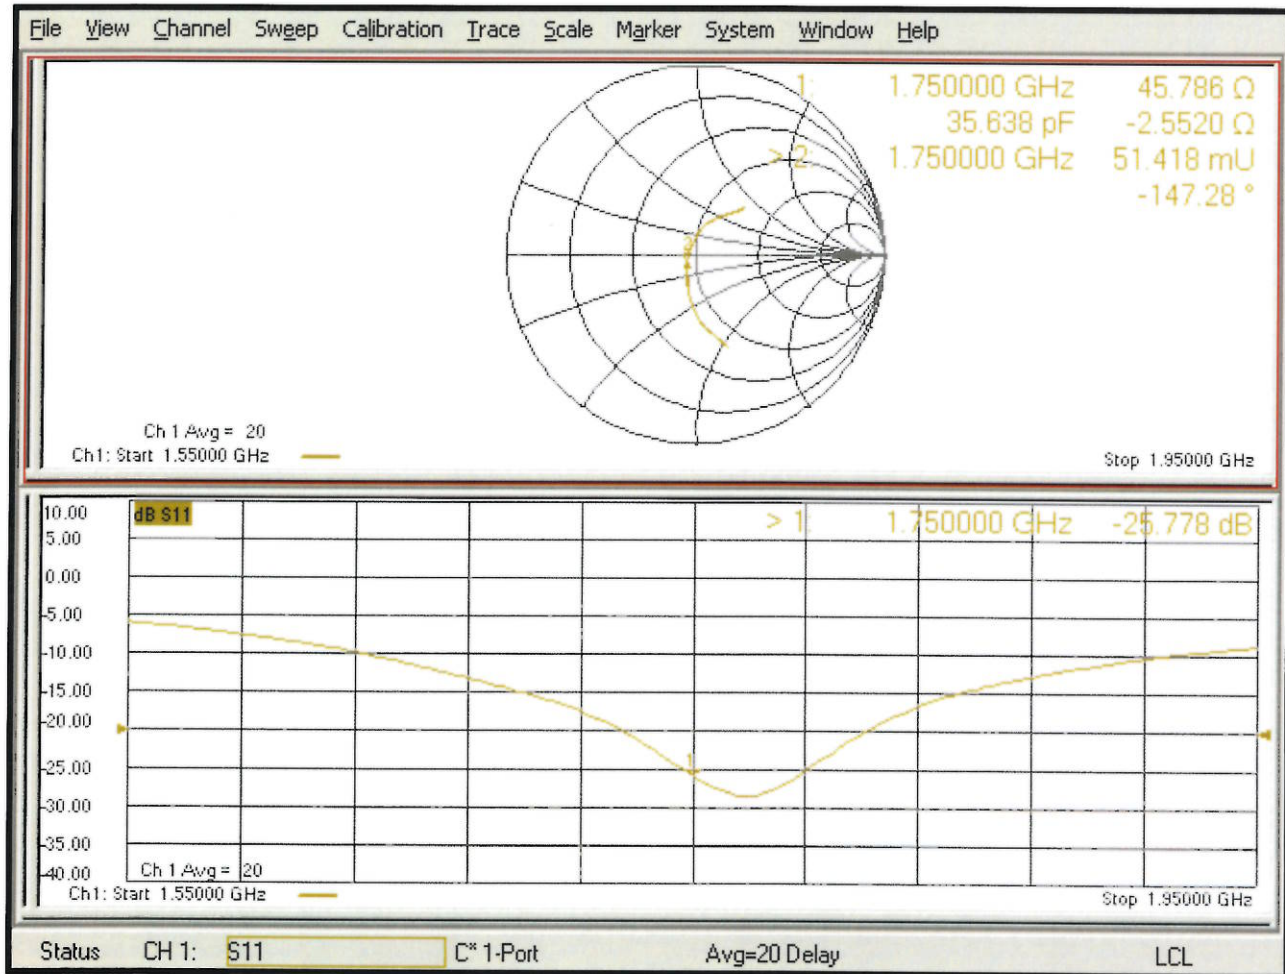 File View Channel Sweep Calibration Trace Scale Marker System Window Help
1: 1.750000 GHz 45.786 Ω
35.638 pF -2.5520 Ω
> 2: 1.750000 GHz 51.418 mU
-147.28 °
Ch 1 Avg = 20
Ch1: Start 1.55000 GHz
Stop 1.95000 GHz
dB S11
> 1: 1.750000 GHz -25.778 dB
10.00
5.00
0.00
-5.00
-10.00
-15.00
-20.00
-25.00
-30.00
-35.00
-40.00
1
Ch 1 Avg = 20
Ch1: Start 1.55000 GHz
Stop 1.95000 GHz
Status CH 1: S11 C* 1-Port Avg=20 Delay LCL